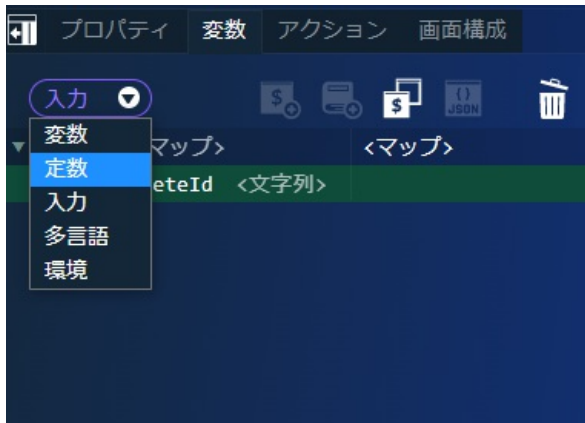 プロパティ 変数 アクション 画面構成
入力
$ $ {} JSON
変数
マップ> <マップ>
定数
eteId <文字列>
入力
多言語
環境